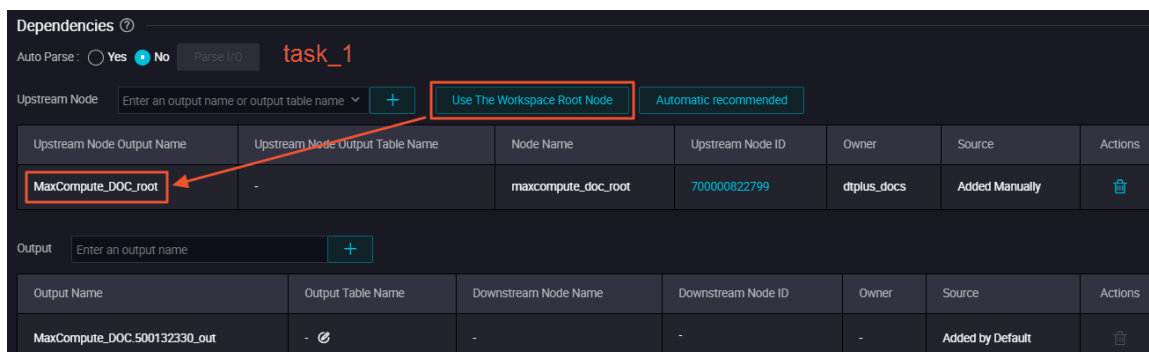 Dependencies ?
Auto Parse : Yes No Parse I/O task_1
Upstream Node Enter an output name or output table name + Use The Workspace Root Node Automatic recommended
Upstream Node Output Name Upstream Node Output Table Name Node Name Upstream Node ID Owner Source Actions
MaxCompute_DOC_root - maxcompute_doc_root 700000822799 dtplus_docs Added Manually
Output Enter an output name +
Output Name Output Table Name Downstream Node Name Downstream Node ID Owner Source Actions
MaxCompute_DOC.500132330_out - - - - Added by Default